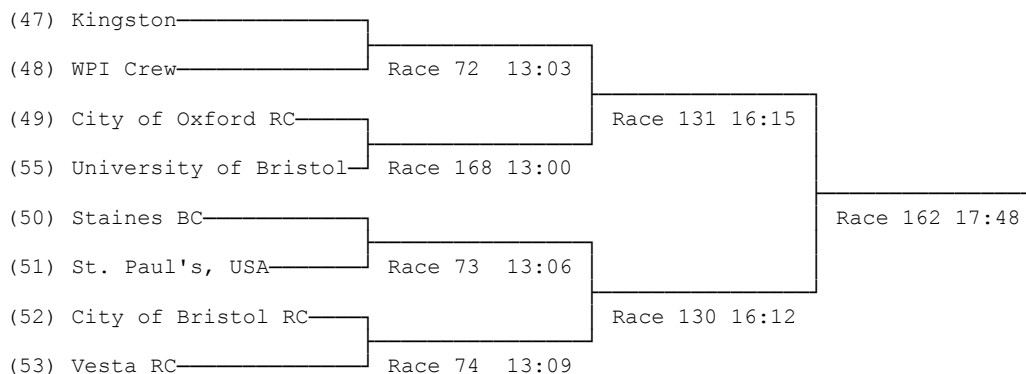 (47) Kingston
(48) WPI Crew Race 72 13:03
(49) City of Oxford RC Race 131 16:15
(55) University of Bristol Race 168 13:00
(50) Staines BC Race 162 17:48
(51) St. Paul's, USA Race 73 13:06
(52) City of Bristol RC Race 130 16:12
(53) Vesta RC Race 74 13:09